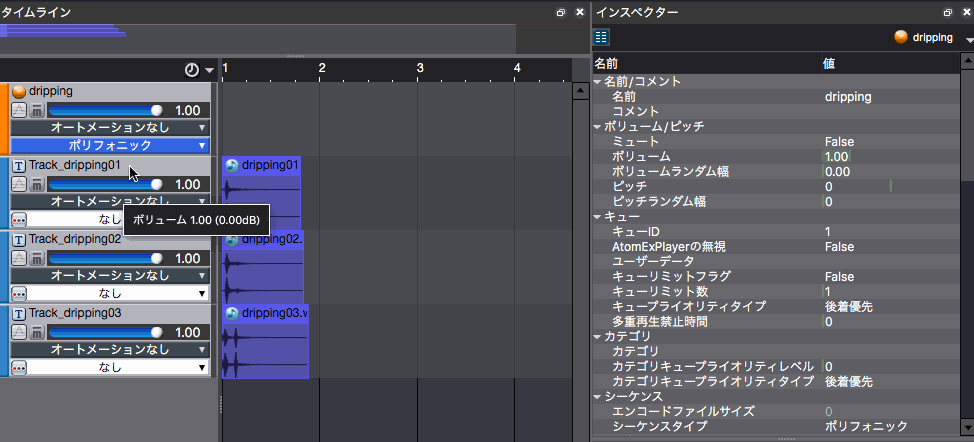 タイムライン
1 2 3 4
dripping
1.00
オートメーションなし
ポリフォニック
Track_dripping01
1.00
オートメーションなし
なし
dripping01
ボリューム 1.00 (0.00dB)
Track_dripping02
1.00
オートメーションなし
なし
dripping02.
Track_dripping03
1.00
オートメーションなし
なし
dripping03.w
インスペクター
dripping
名前 値
名前/コメント
名前 dripping
コメント
ボリューム/ピッチ
ミュート False
ボリューム 1.00
ボリュームランダム幅 0.00
ピッチ 0
ピッチランダム幅 0
キュー
キューID 1
AtomExPlayerの無視 False
ユーザーデータ
キューリミットフラグ False
キューリミット数 1
キュープライオリティタイプ 後着優先
多重再生禁止時間 0
カテゴリ
カテゴリ
カテゴリキュープライオリティレベル 0
カテゴリキュープライオリティタイプ 後着優先
シーケンス
エンコードファイルサイズ 0
シーケンスタイプ ポリフォニック